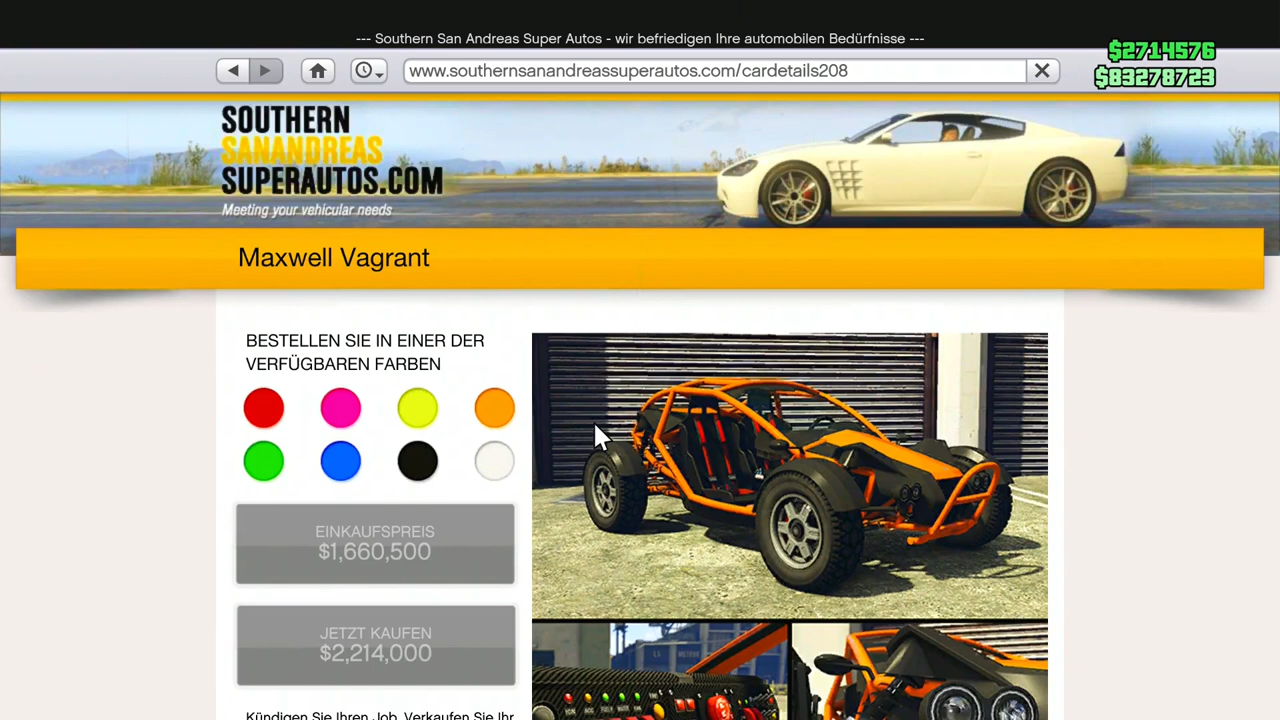 --- Southern San Andreas Super Autos - wir befriedigen Ihre automobilen Bedürfnisse ---
$2714576
$83278723
www.southernsanandreassuperautos.com/cardetails208
SOUTHERN
SANANDREAS
SUPERAUTOS.COM
Meeting your vehicular needs
Maxwell Vagrant
BESTELLEN SIE IN EINER DER
VERFÜGBAREN FARBEN
EINKAUFSPREIS
$1,660,500
JETZT KAUFEN
$2,214,000
Kündigen Sie Ihren Job. Verkaufen Sie Ihr